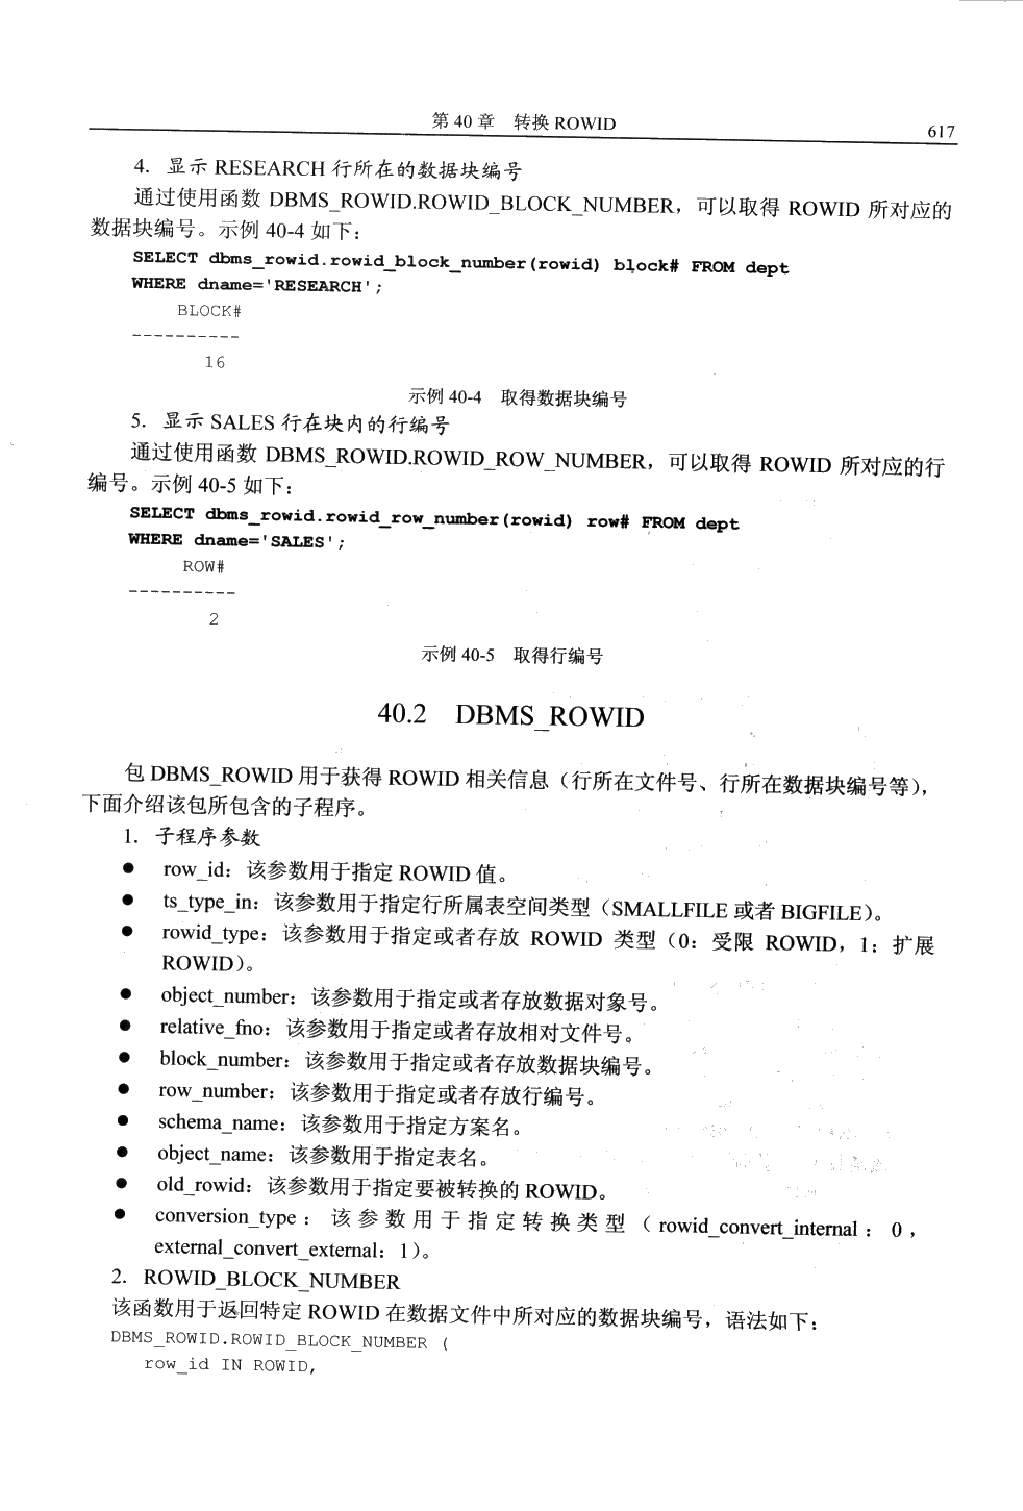 第 40 章 转换 ROWID
617
4. 显示 RESEARCH 行所在的数据块编号
通过使用函数 DBMS_ROWID.ROWID_BLOCK_NUMBER，可以取得 ROWID 所对应的
数据块编号。示例 40-4 如下：
SELECT dbms_rowid.rowid_block_number(rowid) block# FROM dept
WHERE dname='RESEARCH';
BLOCK#
----------
16
示例 40-4 取得数据块编号
5. 显示 SALES 行在块内的行编号
通过使用函数 DBMS_ROWID.ROWID_ROW_NUMBER，可以取得 ROWID 所对应的行
编号。示例 40-5 如下：
SELECT dbms_rowid.rowid_row_number(rowid) row# FROM dept
WHERE dname='SALES';
ROW#
----------
2
示例 40-5 取得行编号
40.2 DBMS_ROWID
包 DBMS_ROWID 用于获得 ROWID 相关信息（行所在文件号、行所在数据块编号等），
下面介绍该包所包含的子程序。
1. 子程序参数
● row_id：该参数用于指定 ROWID 值。
● ts_type_in：该参数用于指定行所属表空间类型（SMALLFILE 或者 BIGFILE）。
● rowid_type：该参数用于指定或者存放 ROWID 类型（0：受限 ROWID，1：扩展
ROWID）。
● object_number：该参数用于指定或者存放数据对象号。
● relative_fno：该参数用于指定或者存放相对文件号。
● block_number：该参数用于指定或者存放数据块编号。
● row_number：该参数用于指定或者存放行编号。
● schema_name：该参数用于指定方案名。
● object_name：该参数用于指定表名。
● old_rowid：该参数用于指定要被转换的 ROWID。
● conversion_type：该参数用于指定转换类型（rowid_convert_internal：0，
external_convert_external：1）。
2. ROWID_BLOCK_NUMBER
该函数用于返回特定 ROWID 在数据文件中所对应的数据块编号，语法如下：
DBMS_ROWID.ROWID_BLOCK_NUMBER (
row_id IN ROWID,